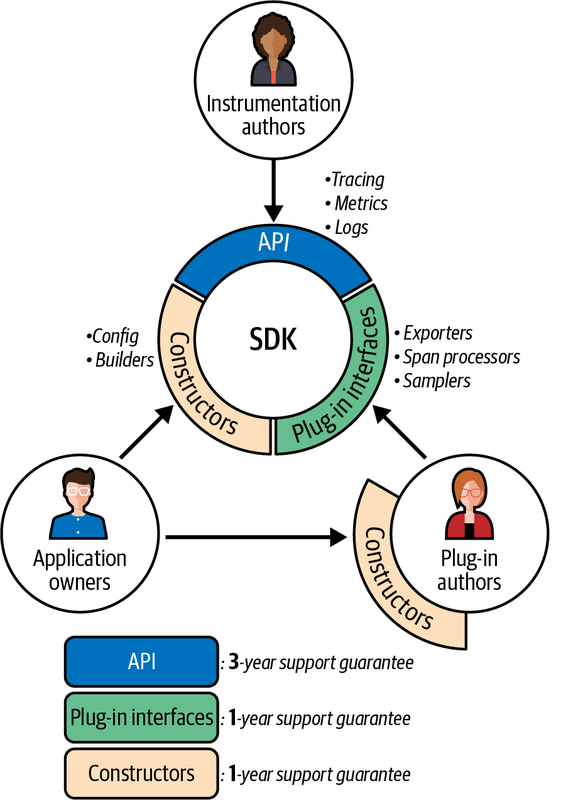 Instrumentation
authors
•Tracing
• Metrics
• Logs
API
SDK
Constructors
Plug-in interfaces
•Config
• Builders
• Exporters
• Span processors
• Samplers
Application
owners
Plug-in
authors
Constructors
API : 3-year support guarantee
Plug-in interfaces : 1-year support guarantee
Constructors : 1-year support guarantee